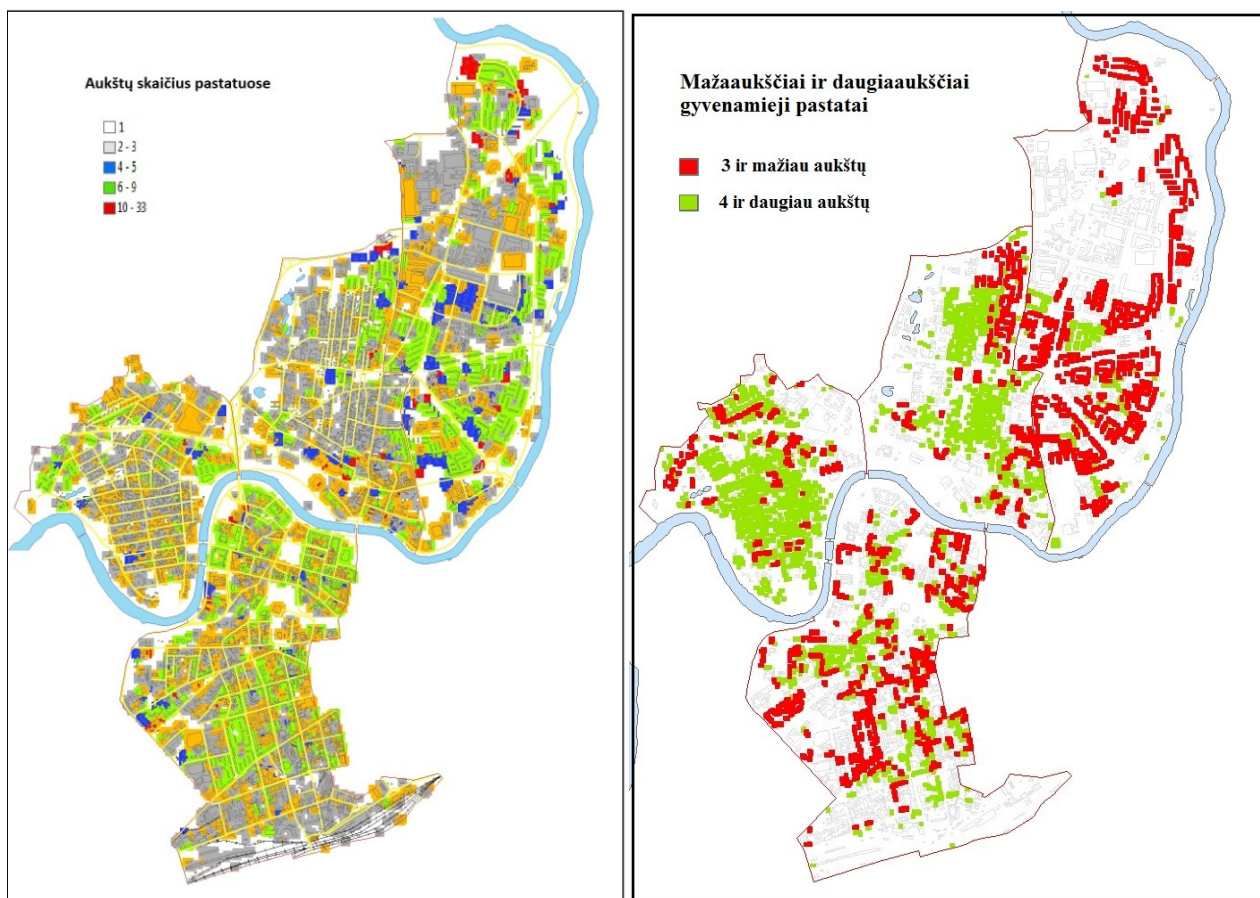 Aukštų skaičius pastatuose
1
2 - 3
4 - 5
6 - 9
10 - 33
Mažaaukščiai ir daugiaaukščiai
gyvenamieji pastatai
3 ir mažiau aukštų
4 ir daugiau aukštų